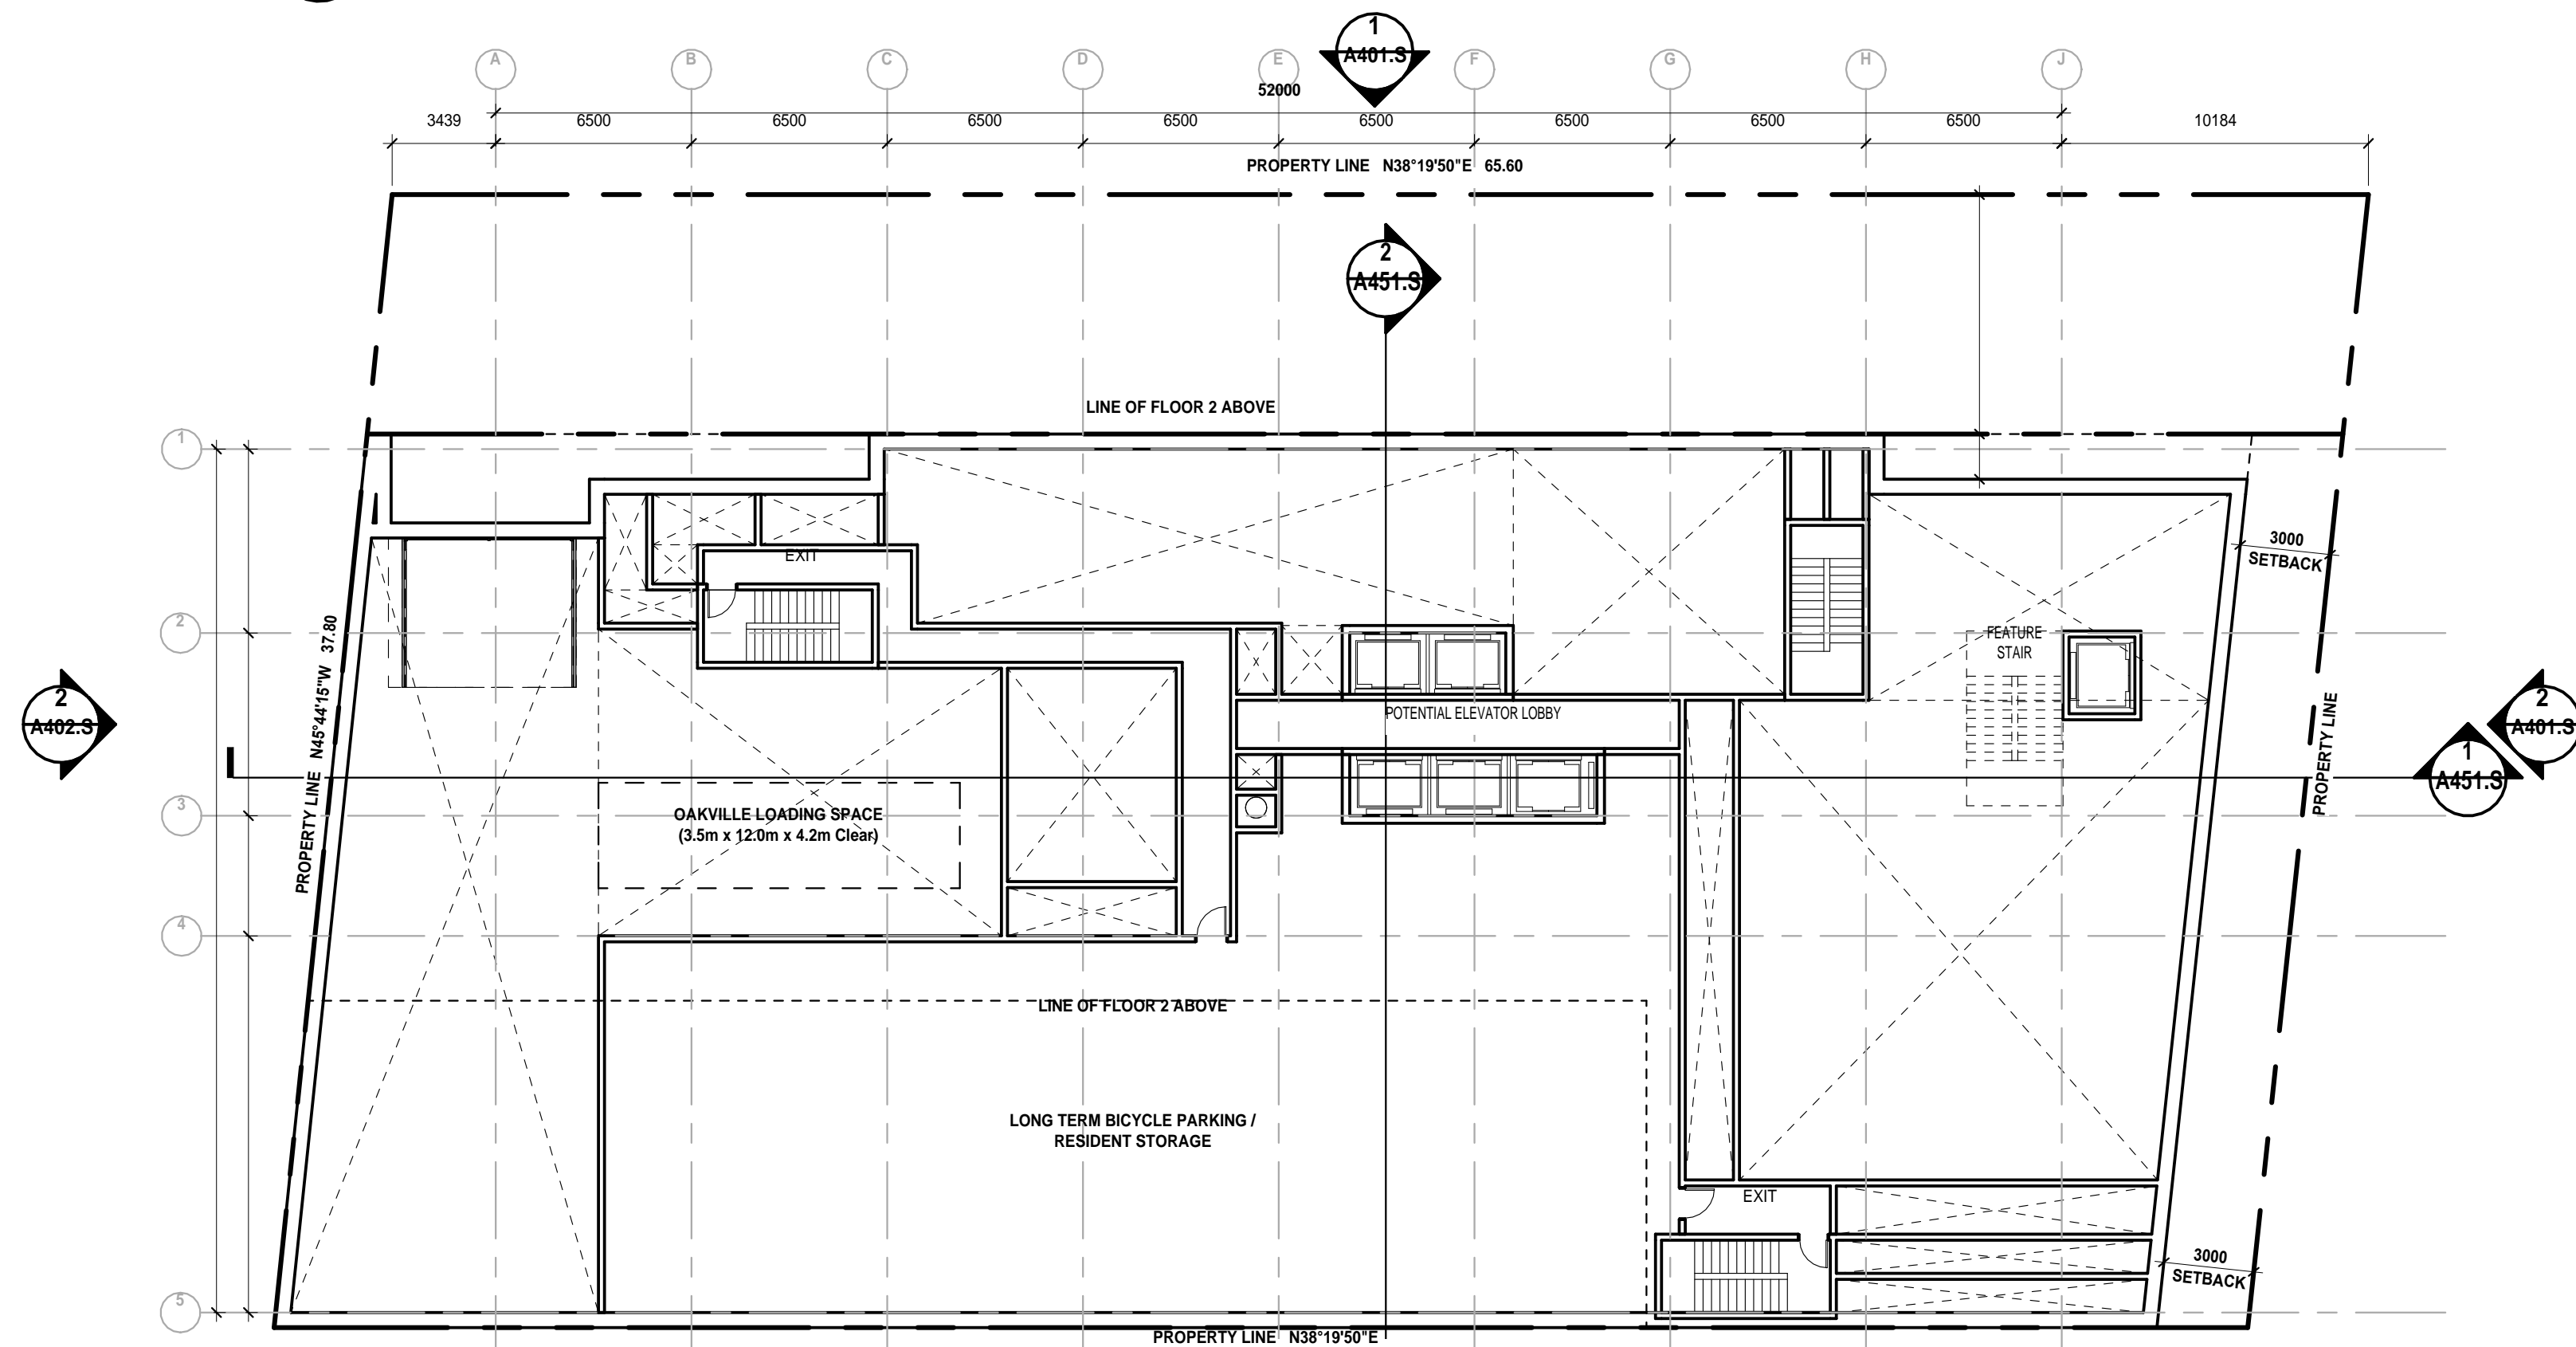 1
A401.S
A
B
C
D
E
F
G
H
J
52000
3439
6500
6500
6500
6500
6500
6500
6500
6500
10184
PROPERTY LINE N38°19'50"E 65.60
2
A451.S
LINE OF FLOOR 2 ABOVE
1
3000
SETBACK
EXIT
2
FEATURE
STAIR
PROPERTY LINE N45°44'15"W 37.80
2
A402.S
POTENTIAL ELEVATOR LOBBY
PROPERTY LINE
2
A401.S
1
A451.S
3
OAKVILLE LOADING SPACE
(3.5m x 12.0m x 4.2m Clear)
4
LINE OF FLOOR 2 ABOVE
LONG TERM BICYCLE PARKING /
RESIDENT STORAGE
EXIT
3000
SETBACK
5
PROPERTY LINE N38°19'50"E